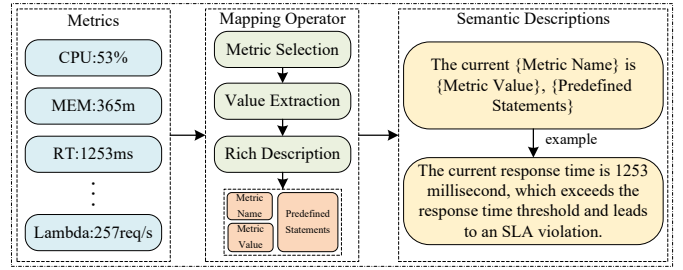 Metrics
CPU:53%
MEM:365m
RT:1253ms
Lambda:257req/s
Mapping Operator
Metric Selection
Value Extraction
Rich Description
Metric
Name
Metric
Value
Predefined
Statements
Semantic Descriptions
The current {Metric Name} is
{Metric Value}, {Predefined
Statements}
example
The current response time is 1253
millisecond, which exceeds the
response time threshold and leads
to an SLA violation.